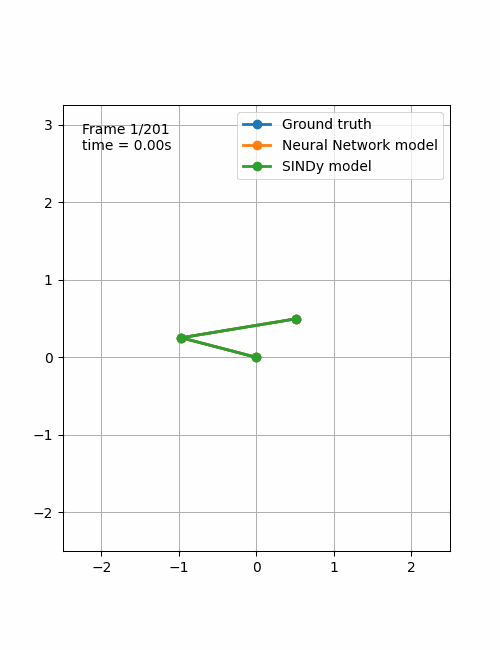 Frame 1/201
time = 0.00s
Ground truth
Neural Network model
SINDy model
3
2
1
0
−1
−2
−2
−1
0
1
2